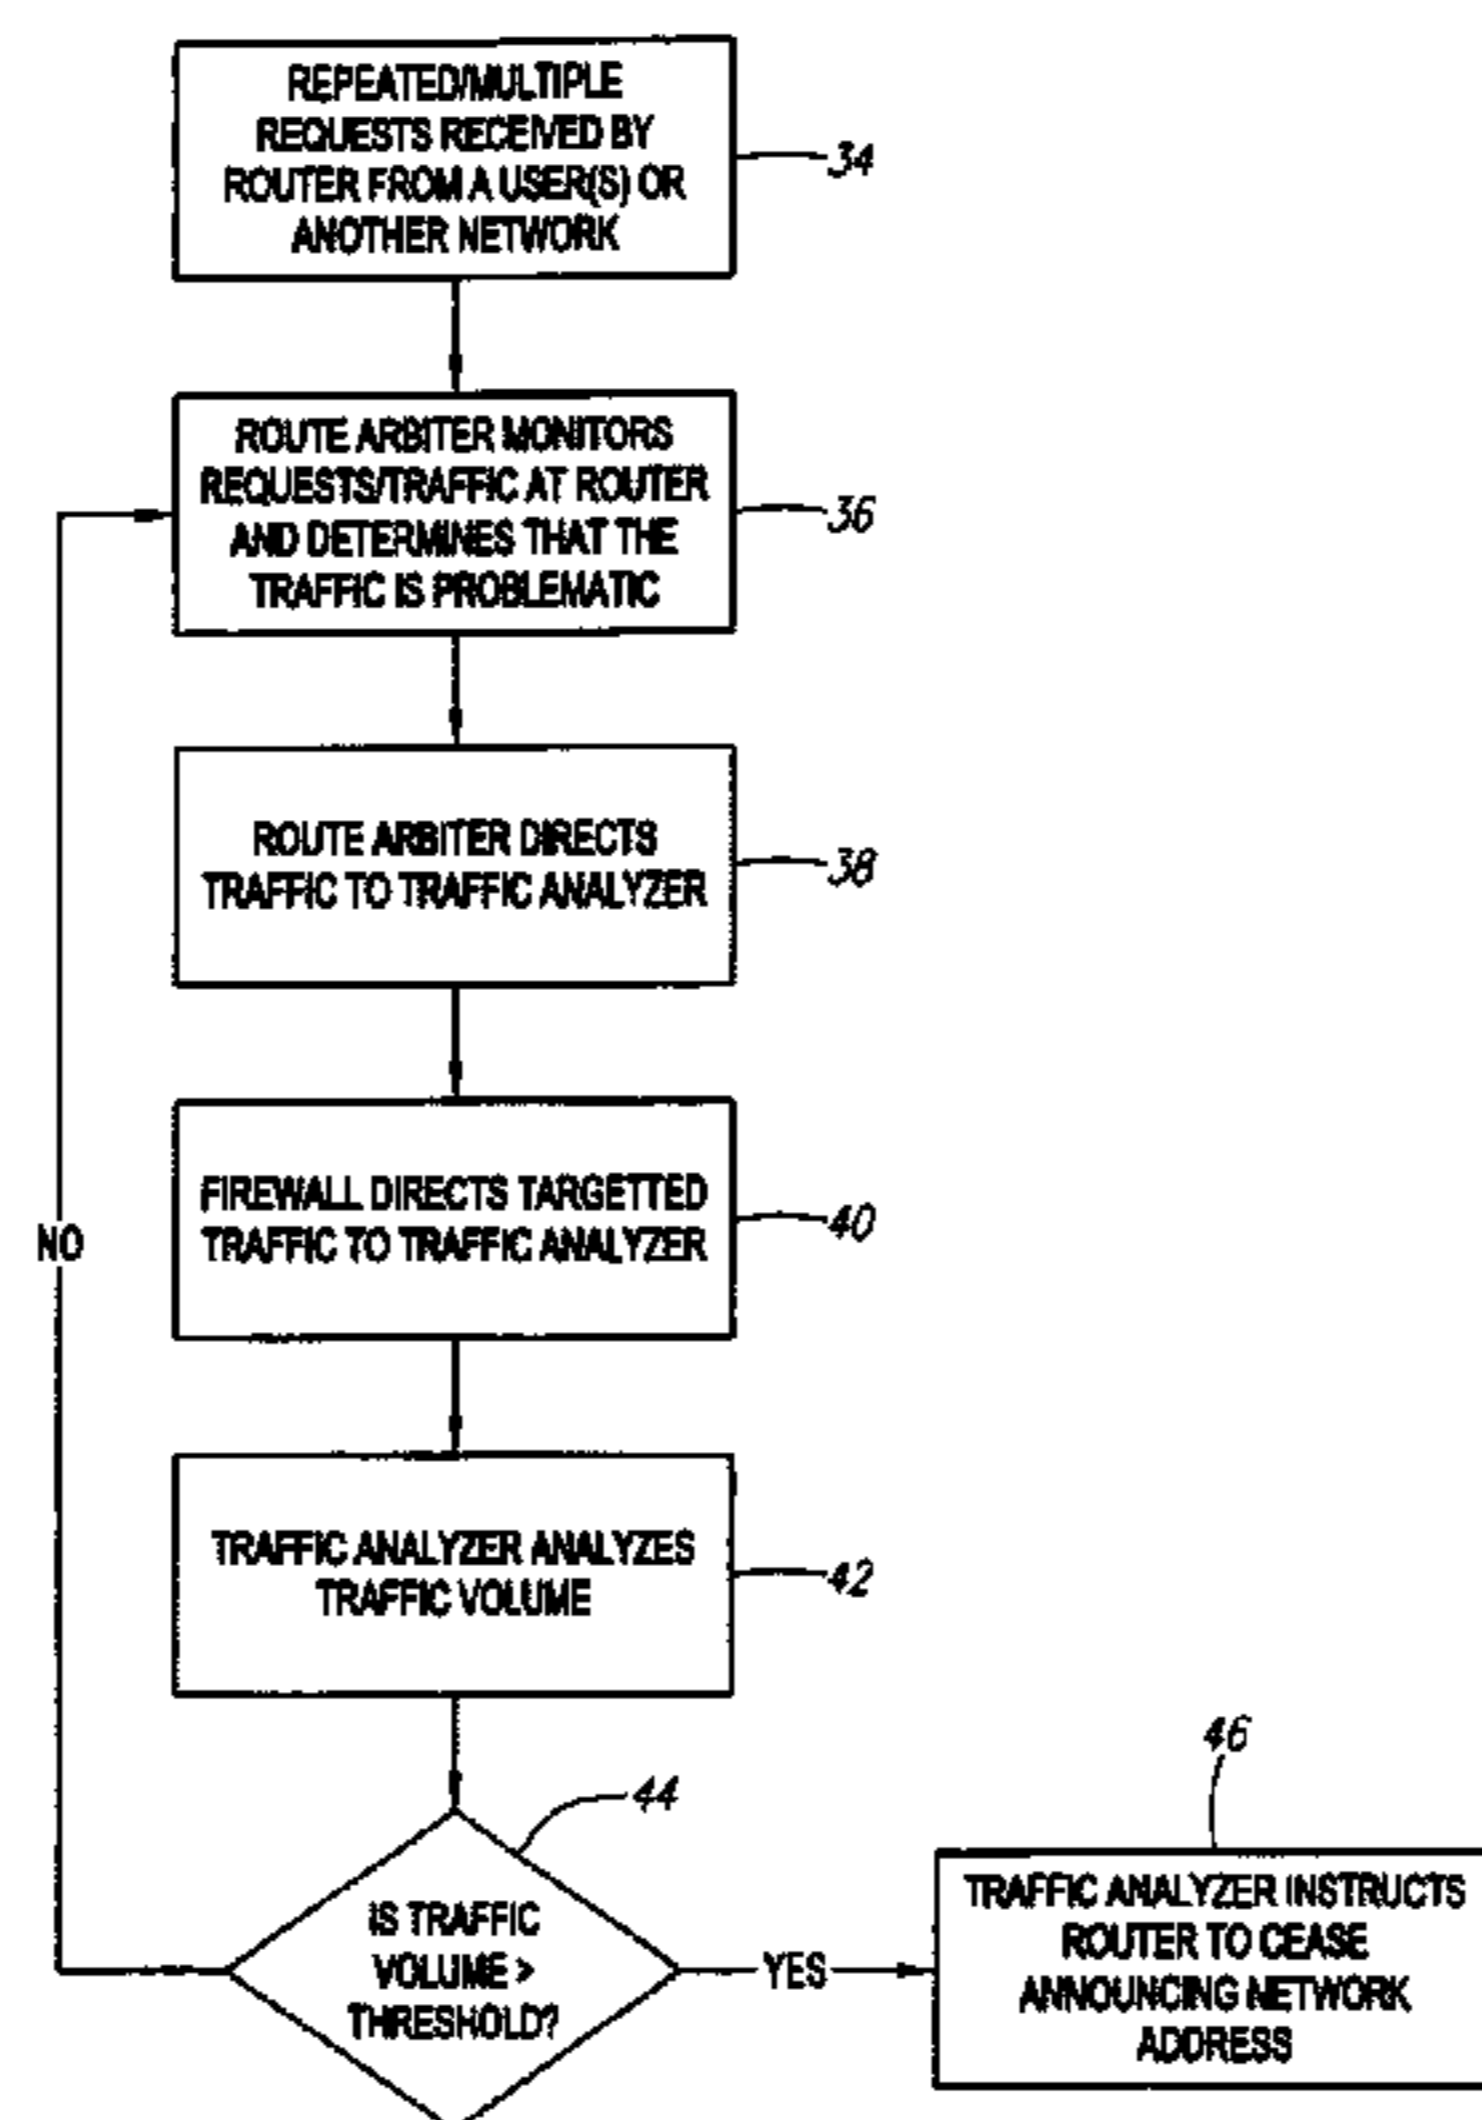 REPEATED/MULTIPLE
REQUESTS RECEIVED BY
ROUTER FROM A USER(S) OR
ANOTHER NETWORK
34
ROUTE ARBITER MONITORS
REQUESTS/TRAFFIC AT ROUTER
AND DETERMINES THAT THE
TRAFFIC IS PROBLEMATIC
36
ROUTE ARBITER DIRECTS
TRAFFIC TO TRAFFIC ANALYZER
38
FIREWALL DIRECTS TARGETTED
TRAFFIC TO TRAFFIC ANALYZER
40
NO
TRAFFIC ANALYZER ANALYZES
TRAFFIC VOLUME
42
44
IS TRAFFIC
VOLUME >
THRESHOLD?
YES
46
TRAFFIC ANALYZER INSTRUCTS
ROUTER TO CEASE
ANNOUNCING NETWORK
ADDRESS